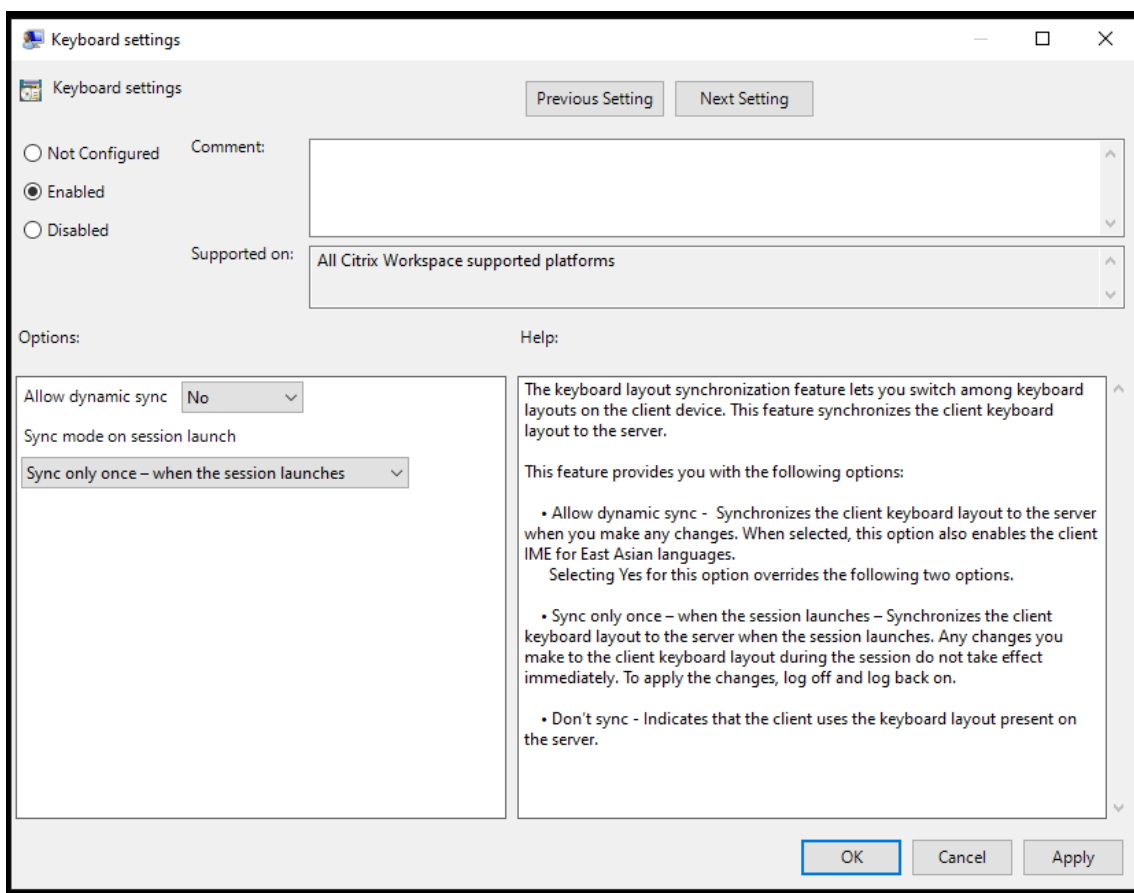 Keyboard settings
Keyboard settings
Previous Setting
Next Setting
Not Configured
Enabled
Disabled
Comment:
Supported on:
All Citrix Workspace supported platforms
Options:
Help:
Allow dynamic sync
No
Sync mode on session launch
Sync only once – when the session launches
The keyboard layout synchronization feature lets you switch among keyboard
layouts on the client device. This feature synchronizes the client keyboard
layout to the server.
This feature provides you with the following options:
• Allow dynamic sync - Synchronizes the client keyboard layout to the server
when you make any changes. When selected, this option also enables the client
IME for East Asian languages.
Selecting Yes for this option overrides the following two options.
• Sync only once – when the session launches – Synchronizes the client
keyboard layout to the server when the session launches. Any changes you
make to the client keyboard layout during the session do not take effect
immediately. To apply the changes, log off and log back on.
• Don't sync - Indicates that the client uses the keyboard layout present on
the server.
OK
Cancel
Apply